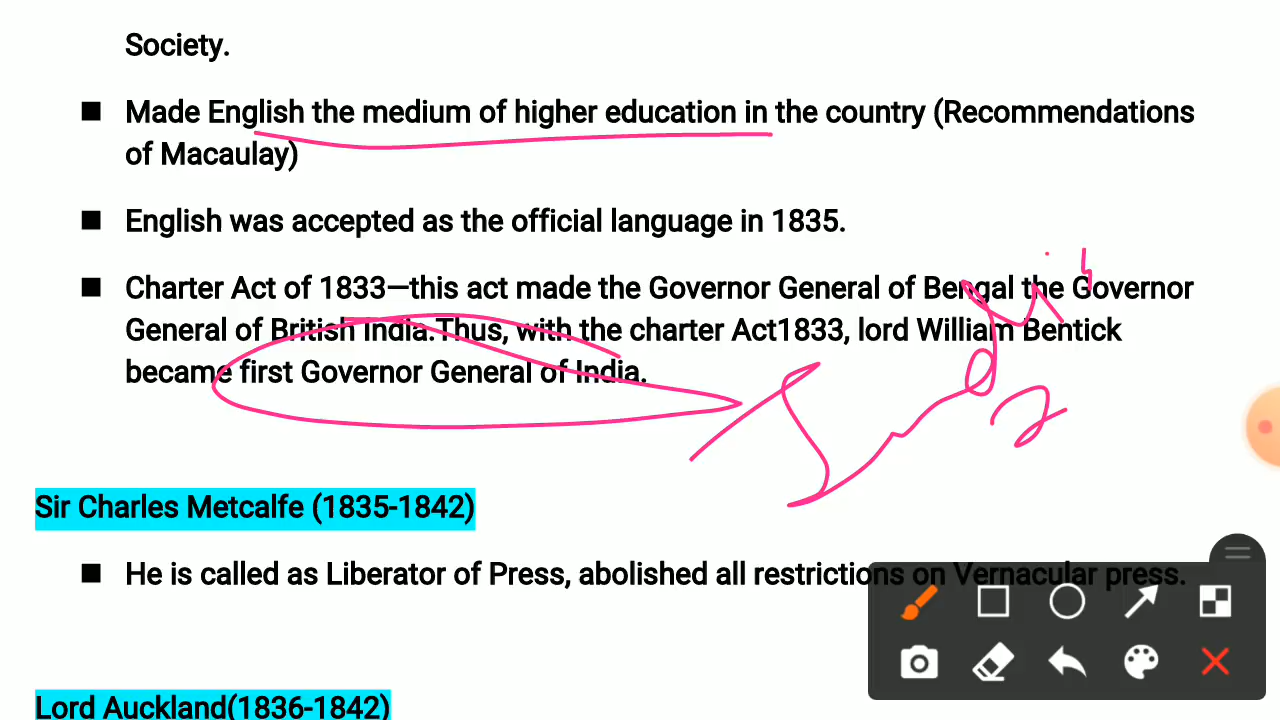 Society.
■ Made English the medium of higher education in the country (Recommendations
of Macaulay)
■ English was accepted as the official language in 1835.
■ Charter Act of 1833—this act made the Governor General of Bengal the Governor
General of British India.Thus, with the charter Act1833, lord William Bentick
became first Governor General of India.
Sir Charles Metcalfe (1835-1842)
■ He is called as Liberator of Press, abolished all restrictions on Vernacular press.
Lord Auckland(1836-1842)